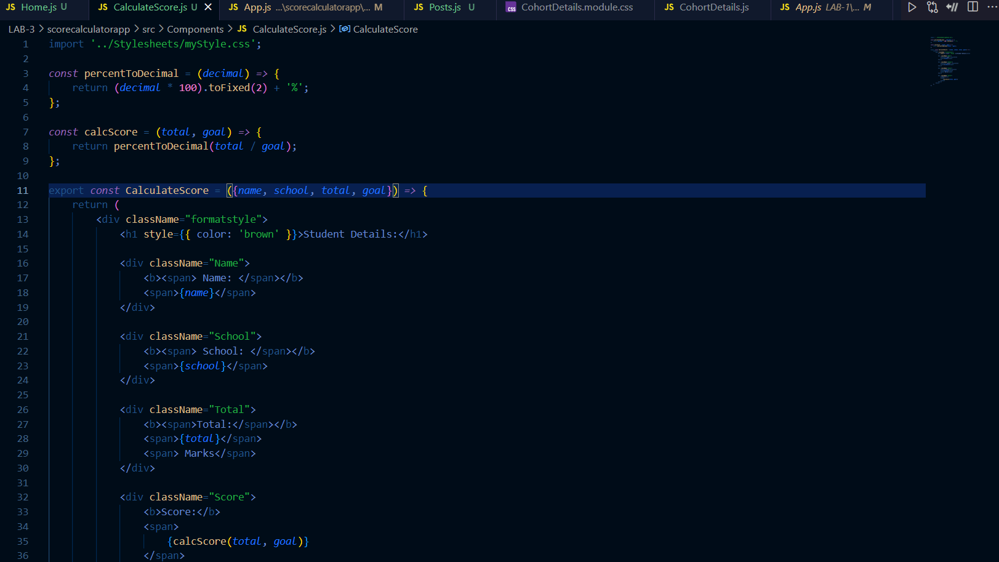 JS Home.js U JS CalculateScore.js U JS App.js ...\scorecalculatorapp\... M JS Posts.js U CSS CohortDetails.module.css JS CohortDetails.js JS App.js LAB-1\... M
LAB-3 > scorecalculatorapp > src > Components > JS CalculateScore.js > CalculateScore
1 import '../Stylesheets/myStyle.css';
2
3 const percentToDecimal = (decimal) => {
4 return (decimal * 100).toFixed(2) + '%';
5 };
6
7 const calcScore = (total, goal) => {
8 return percentToDecimal(total / goal);
9 };
10
11 export const CalculateScore = ({name, school, total, goal}) => {
12 return (
13 <div className="formatstyle">
14 <h1 style={{ color: 'brown' }}>Student Details:</h1>
15
16 <div className="Name">
17 <b><span> Name: </span></b>
18 <span>{name}</span>
19 </div>
20
21 <div className="School">
22 <b><span> School: </span></b>
23 <span>{school}</span>
24 </div>
25
26 <div className="Total">
27 <b><span>Total:</span></b>
28 <span>{total}</span>
29 <span> Marks</span>
30 </div>
31
32 <div className="Score">
33 <b>Score:</b>
34 <span>
35 {calcScore(total, goal)}
36 </span>